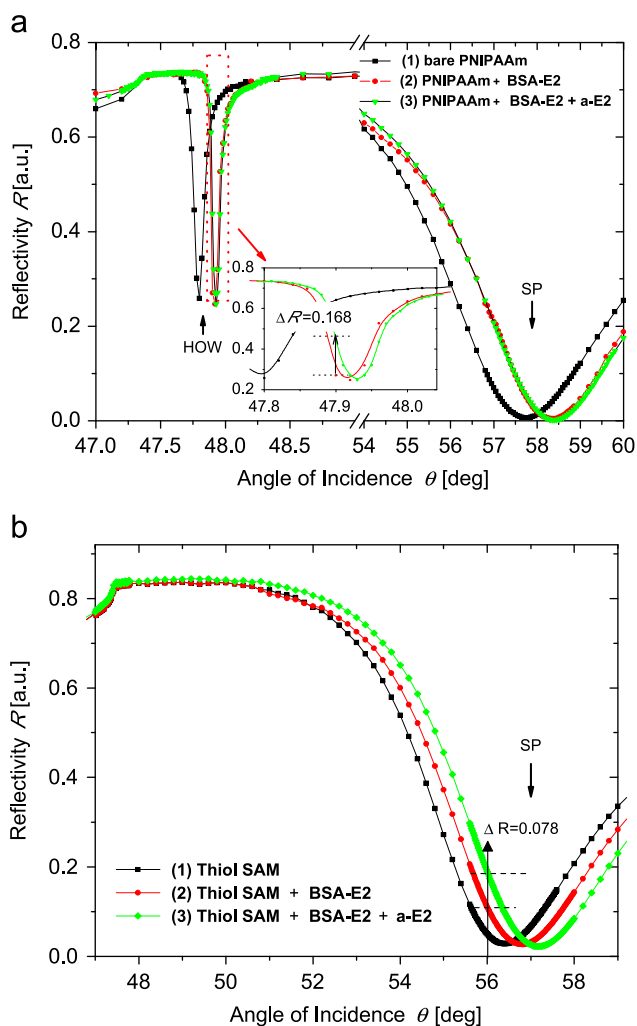 a
0.8
0.6
0.4
0.2
0.0
Reflectivity R [a.u.]
(1) bare PNIPAAm
(2) PNIPAAm + BSA-E2
(3) PNIPAAm + BSA-E2 + a-E2
HOW
SP
0.8
0.6
0.4
0.2
Δ R=0.168
47.8 47.9 48.0
47.0 47.5 48.0 48.5 54 55 56 57 58 59 60
Angle of Incidence θ [deg]
b
0.8
0.6
0.4
0.2
0.0
Reflectivity R [a.u.]
SP
Δ R=0.078
(1) Thiol SAM
(2) Thiol SAM + BSA-E2
(3) Thiol SAM + BSA-E2 + a-E2
48 50 52 54 56 58
Angle of Incidence θ [deg]